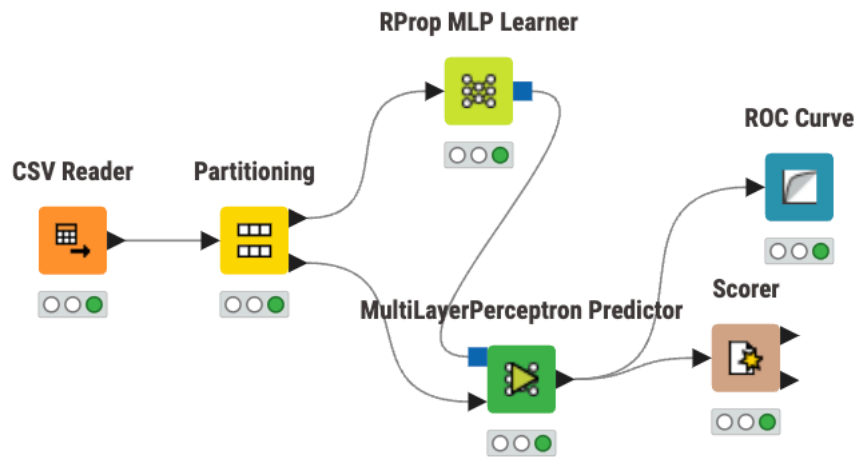 RProp MLP Learner
ROC Curve
CSV Reader
Partitioning
Scorer
MultiLayerPerceptron Predictor